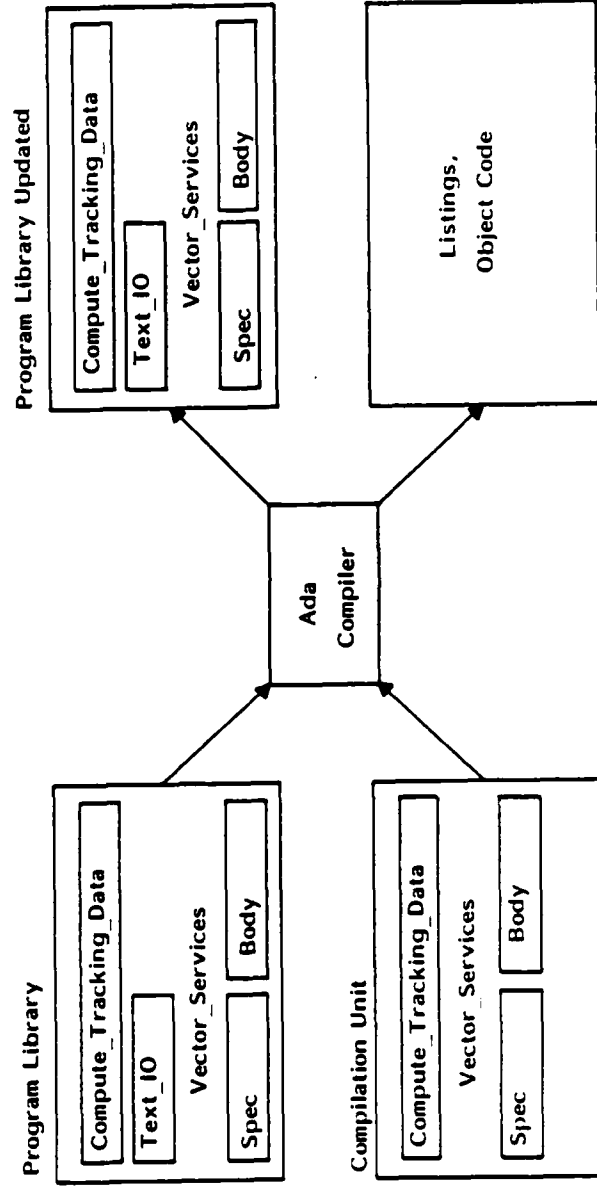 Program Library
Compute_Tracking_Data
Text_IO
Vector_Services
Spec
Body
Compilation Unit
Compute_Tracking_Data
Vector_Services
Spec
Body
Ada
Compiler
Program Library Updated
Compute_Tracking_Data
Text_IO
Vector_Services
Spec
Body
Listings,
Object Code